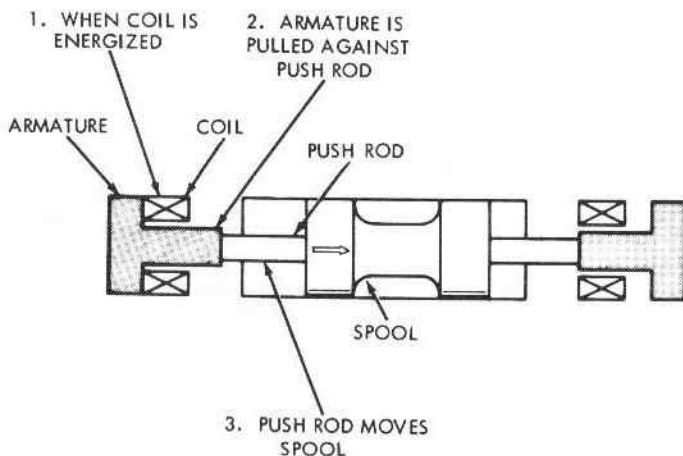 1. WHEN COIL IS
ENERGIZED
2. ARMATURE IS
PULLED AGAINST
PUSH ROD
ARMATURE
COIL
PUSH ROD
SPOOL
3. PUSH ROD MOVES
SPOOL